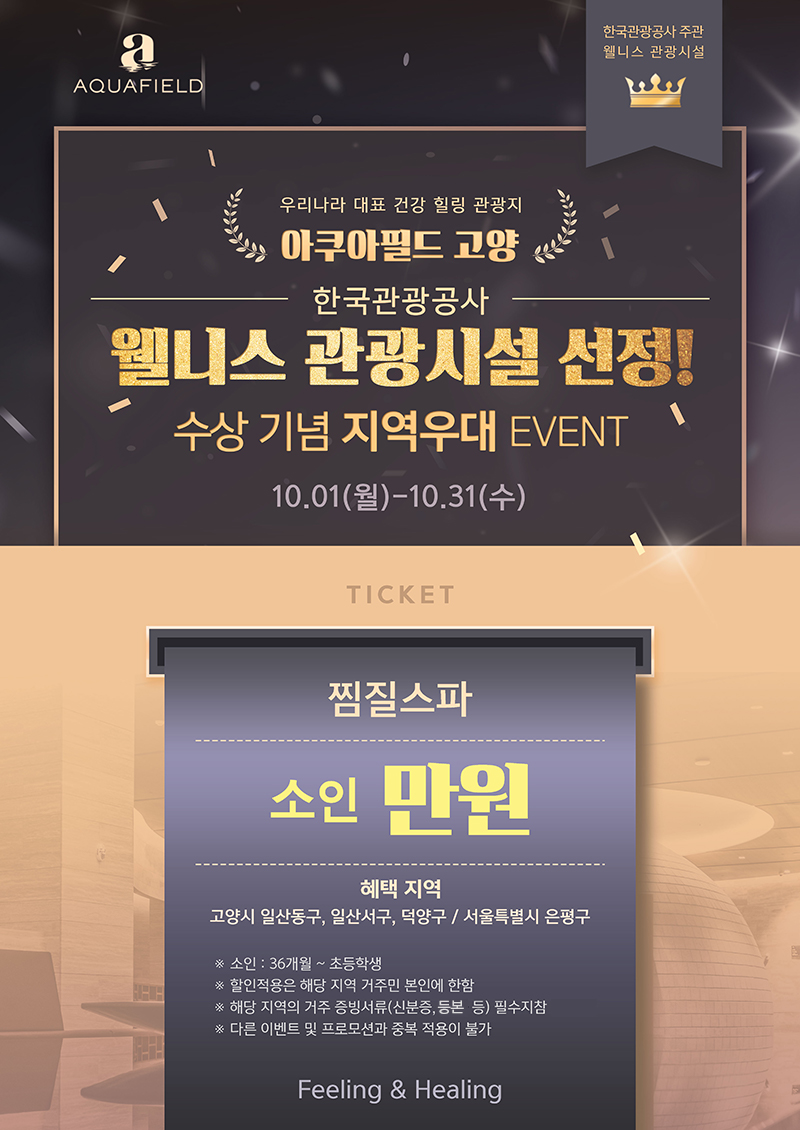 a
AQUAFIELD
한국관광공사 주관
웰니스 관광시설
우리나라 대표 건강 힐링 관광지
아쿠아필드 고양
한국관광공사
웰니스 관광시설 선정!
수상 기념 지역우대 EVENT
10.01(월)-10.31(수)
TICKET
찜질스파
소인 만원
혜택 지역
고양시 일산동구, 일산서구, 덕양구 / 서울특별시 은평구
※ 소인 : 36개월 ~ 초등학생
※ 할인적용은 해당 지역 거주민 본인에 한함
※ 해당 지역의 거주 증빙서류(신분증, 등본 등) 필수지참
※ 다른 이벤트 및 프로모션과 중복 적용이 불가
Feeling & Healing